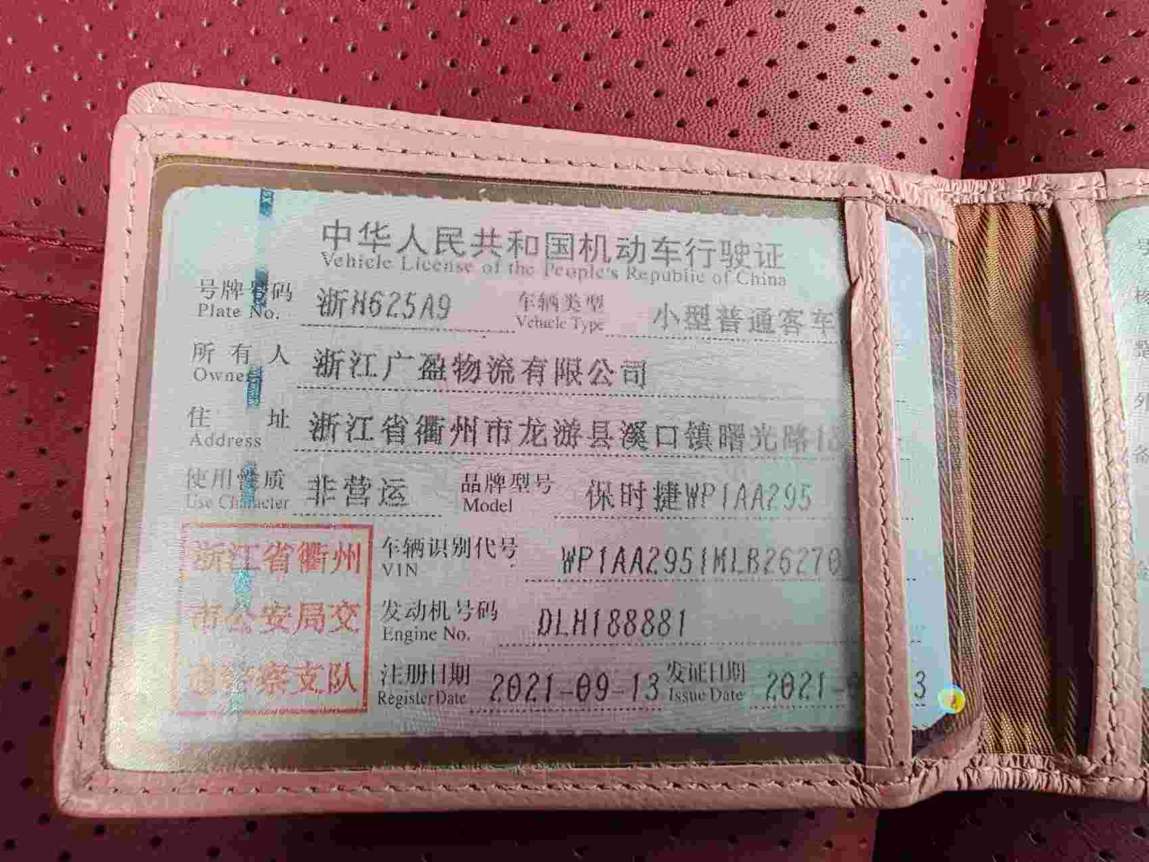 中华人民共和国机动车行驶证
Vehicle License of the People's Republic of China
号牌号码 浙H625A9 车辆类型 小型普通客车
Plate No. Vehicle Type
所有人 浙江广盈物流有限公司
Owner
住址 浙江省衢州市龙游县溪口镇曙光路
Address
使用性质 非营运 品牌型号 保时捷WP1AA295
Use Character Model
浙江省衢州
市公安局交
通警察支队
车辆识别代号 WP1AA2951MLB26270
VIN
发动机号码 DLH188881
Engine No.
注册日期 2021-09-13 发证日期 2021- 3
Register Date Issue Date